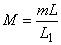 M = mL / L₁